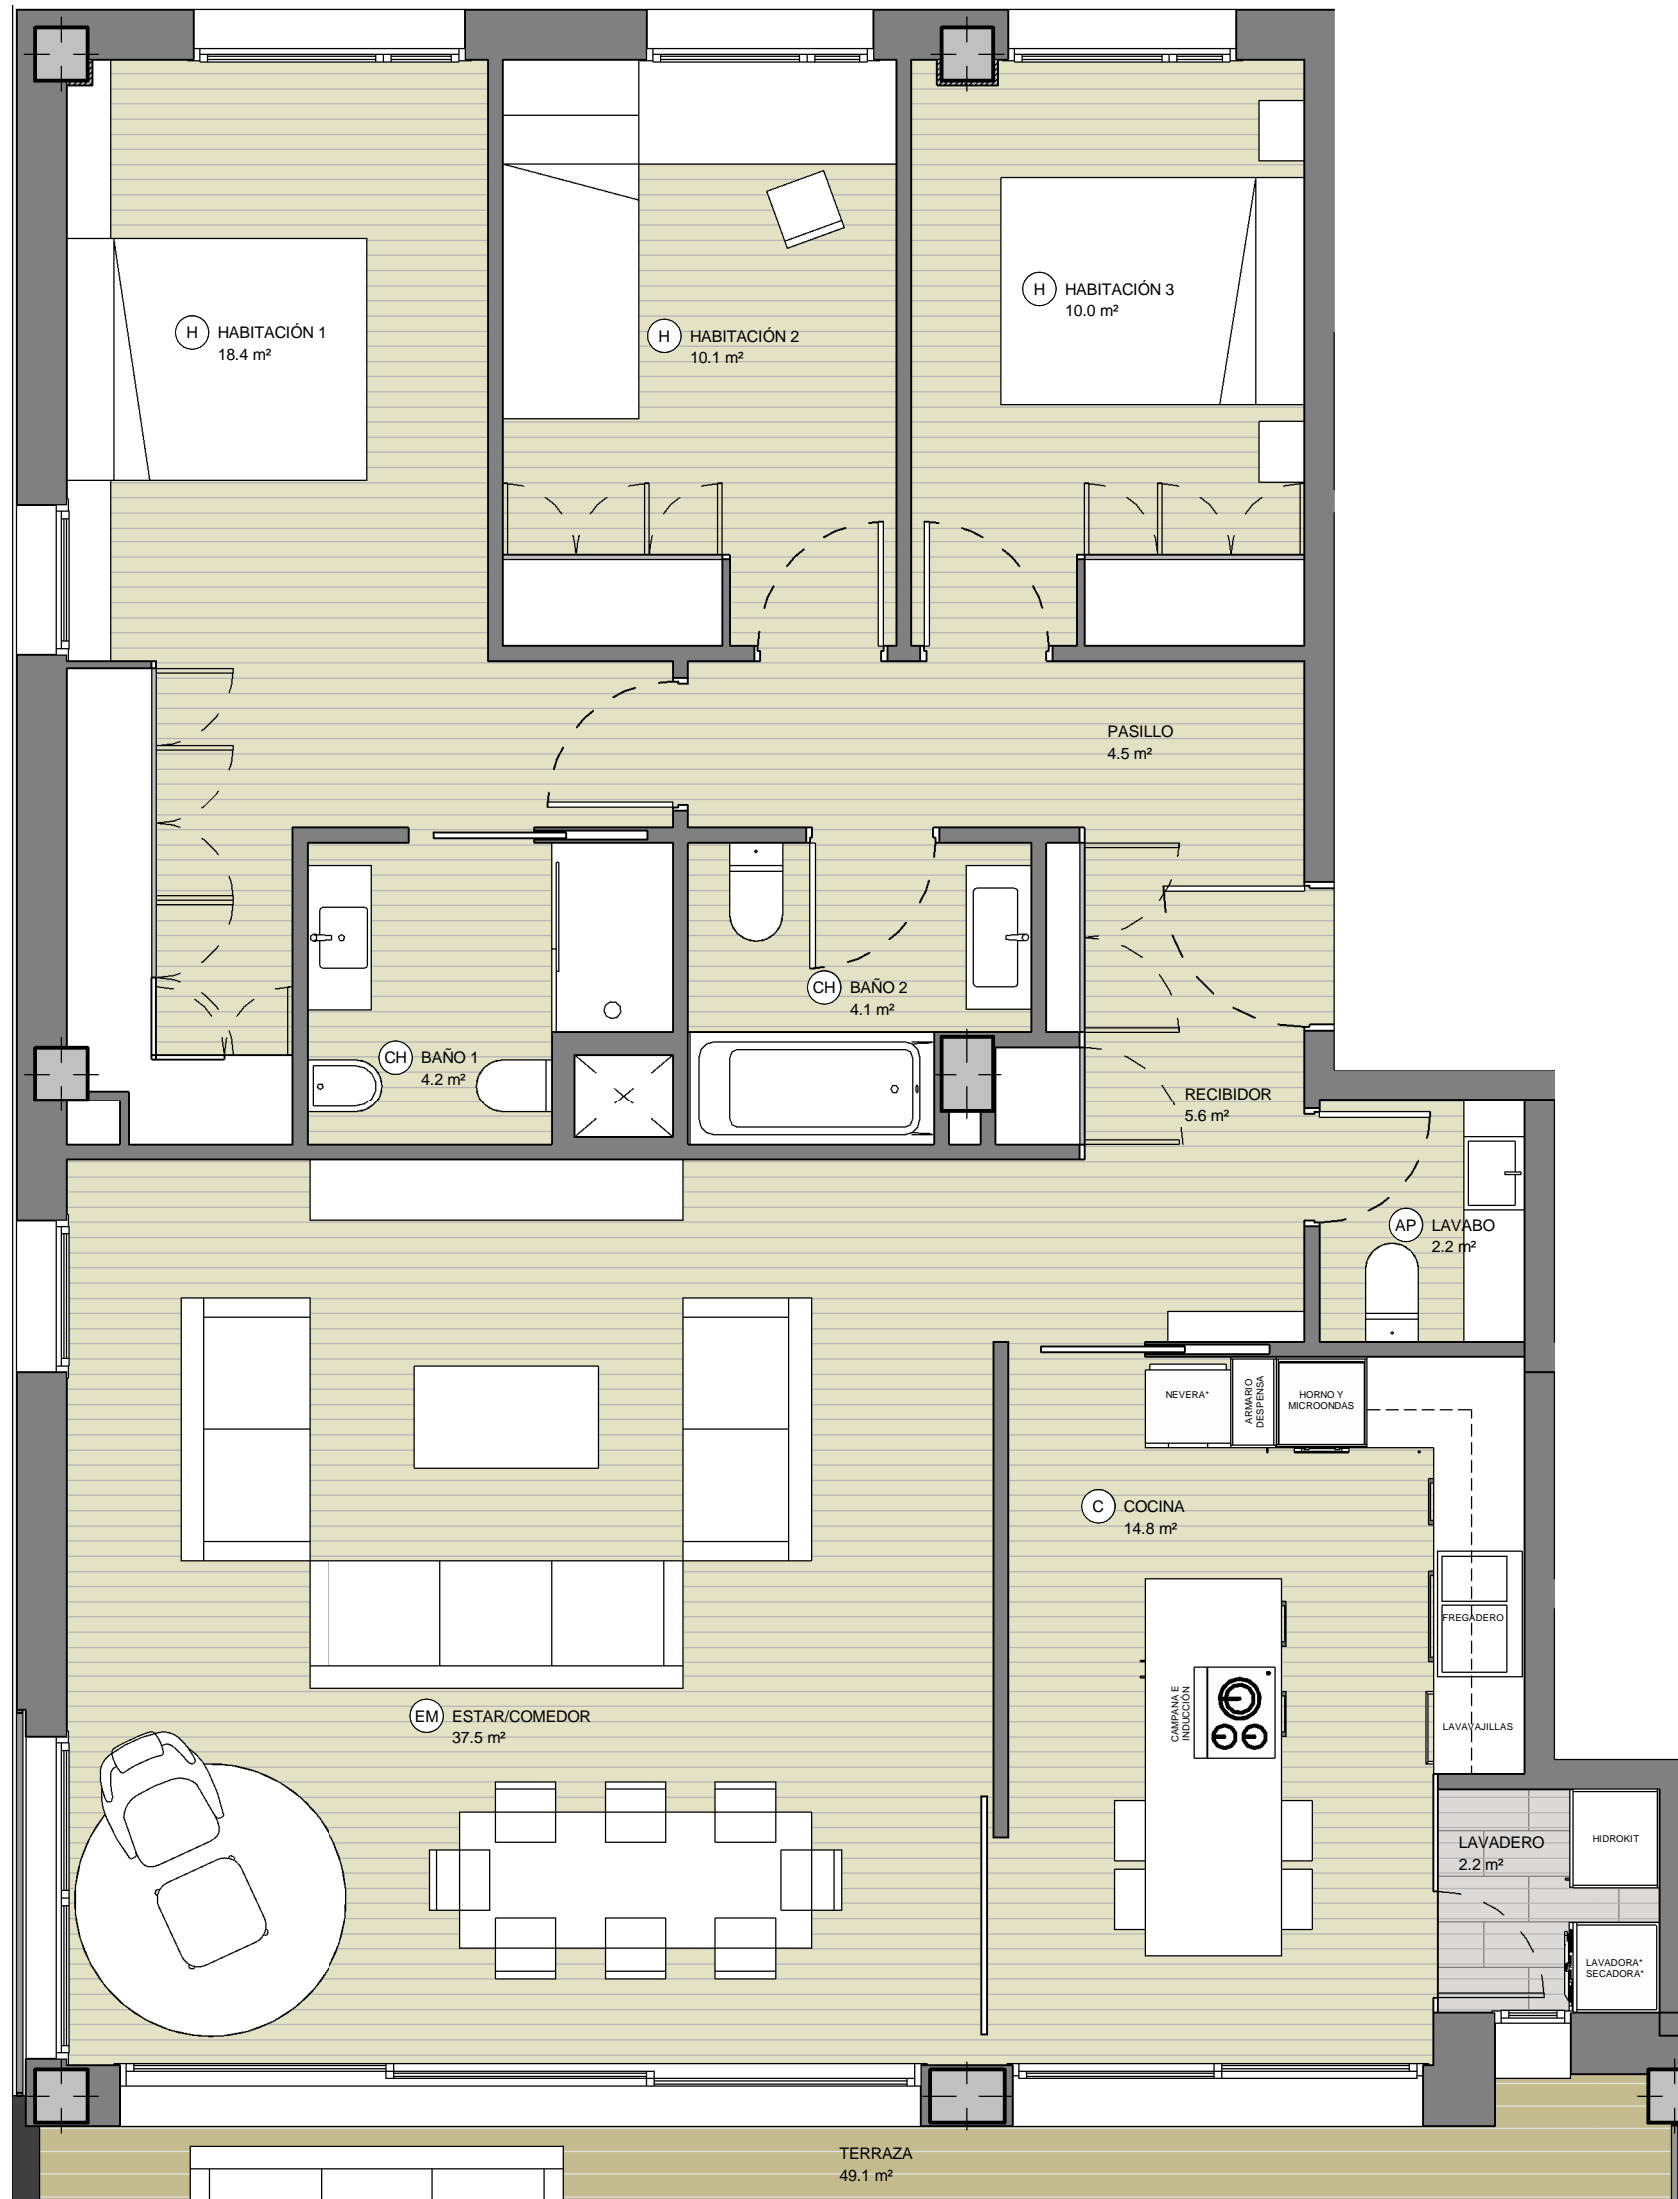 H
HABITACIÓN 1
18.4 m²
H
HABITACIÓN 2
10.1 m²
H
HABITACIÓN 3
10.0 m²
PASILLO
4.5 m²
CH
BAÑO 2
4.1 m²
CH
BAÑO 1
4.2 m²
RECIBIDOR
5.6 m²
AP
LAVABO
2.2 m²
NEVERA*
ARMARIO
DESPENSA
HORNO Y
MICROONDAS
C
COCINA
14.8 m²
FREGADERO
CAMPANA E
INDUCCIÓN
LAVAVAJILLAS
EM
ESTAR/COMEDOR
37.5 m²
LAVADERO
2.2 m²
HIDROKIT
LAVADORA*
SECADORA*
TERRAZA
49.1 m²